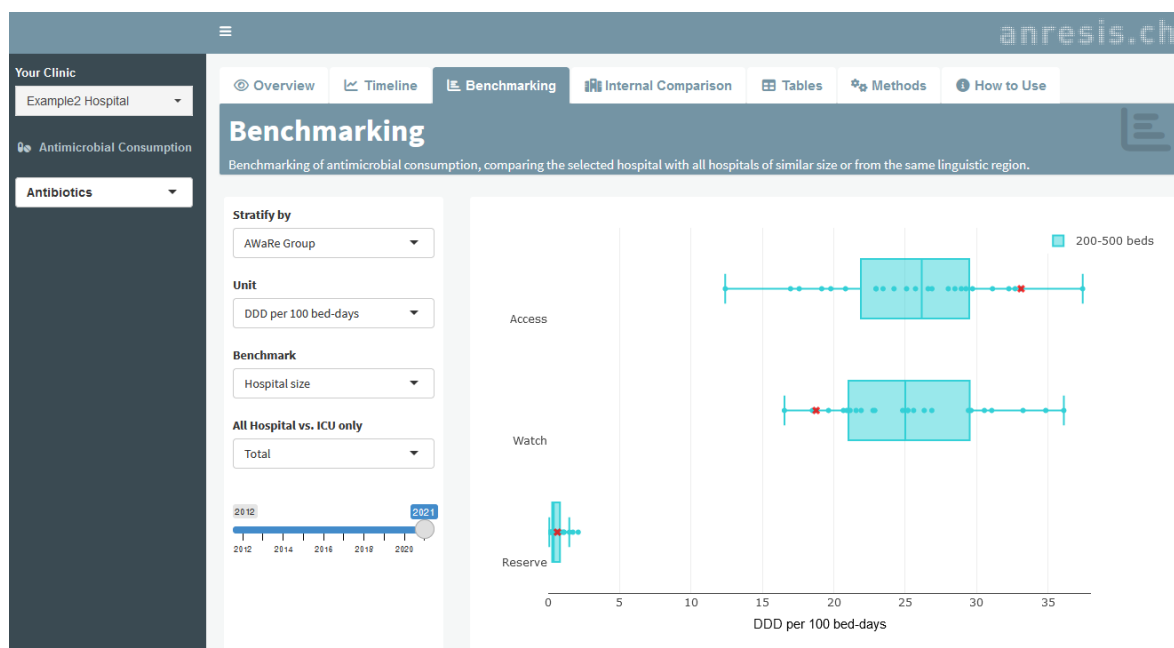 anresis.ch
Your Clinic
Example2 Hospital
Antimicrobial Consumption
Antibiotics
Overview
Timeline
Benchmarking
Internal Comparison
Tables
Methods
How to Use
Benchmarking
Benchmarking of antimicrobial consumption, comparing the selected hospital with all hospitals of similar size or from the same linguistic region.
Stratify by
AWaRe Group
Unit
DDD per 100 bed-days
Benchmark
Hospital size
All Hospital vs. ICU only
Total
2012 2021
2012 2014 2016 2018 2020
200-500 beds
Access
Watch
Reserve
0 5 10 15 20 25 30 35
DDD per 100 bed-days